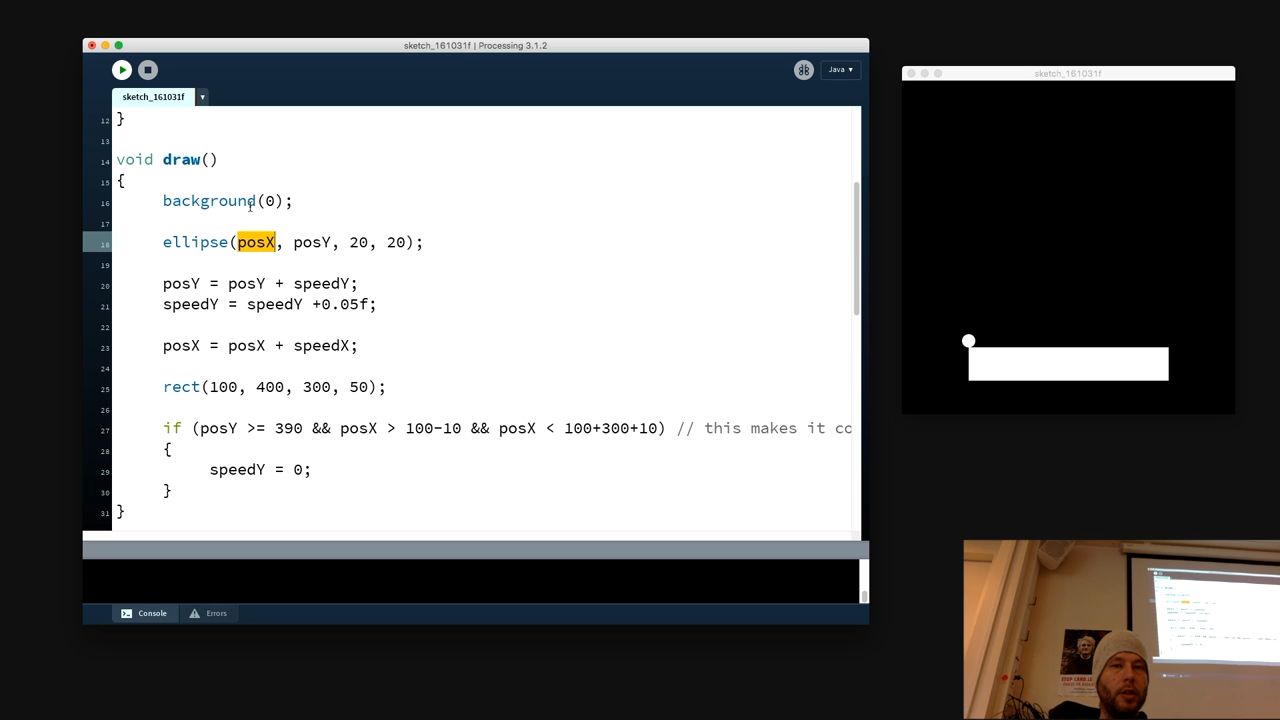 sketch_161031f | Processing 3.1.2
Java ▾
sketch_161031f ▾
12 }
13
14 void draw()
15 {
16 background(0);
17
18 ellipse(posX, posY, 20, 20);
19
20 posY = posY + speedY;
21 speedY = speedY +0.05f;
22
23 posX = posX + speedX;
24
25 rect(100, 400, 300, 50);
26
27 if (posY >= 390 && posX > 100-10 && posX < 100+300+10) // this makes it co
28 {
29 speedY = 0;
30 }
31 }
Console
Errors
sketch_161031f